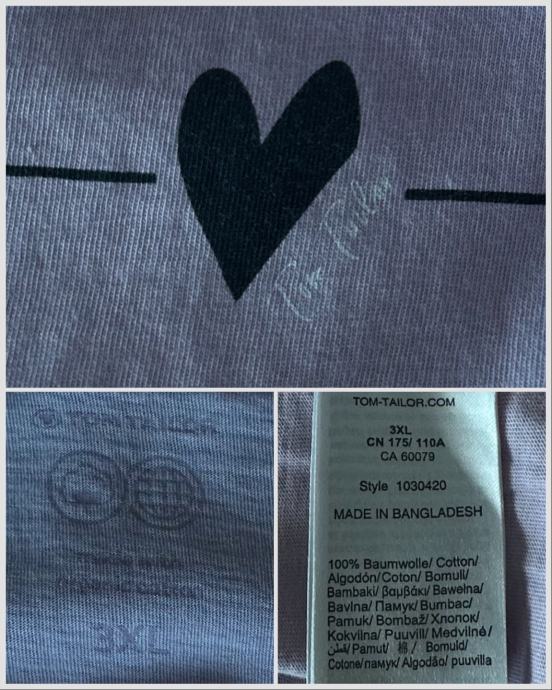 Tom Tailor
TOM TAILOR
3XL
TOM-TAILOR.COM
3XL
CN 175/ 110A
CA 60079
Style 1030420
MADE IN BANGLADESH
100% Baumwolle/ Cotton/
Algodón/Coton/ Bomull/
Bambaki/ βαμβάκι/ Bawełna/
Bavlna/ Памук/ Bumbac/
Pamuk/ Bombaž/ Хлопок/
Kokvilna/ Puuvill/ Medvilnė/
قطن/ Pamut/ 棉 / Bomuld/
Cotone/памук/ Algodão/ puuvilla